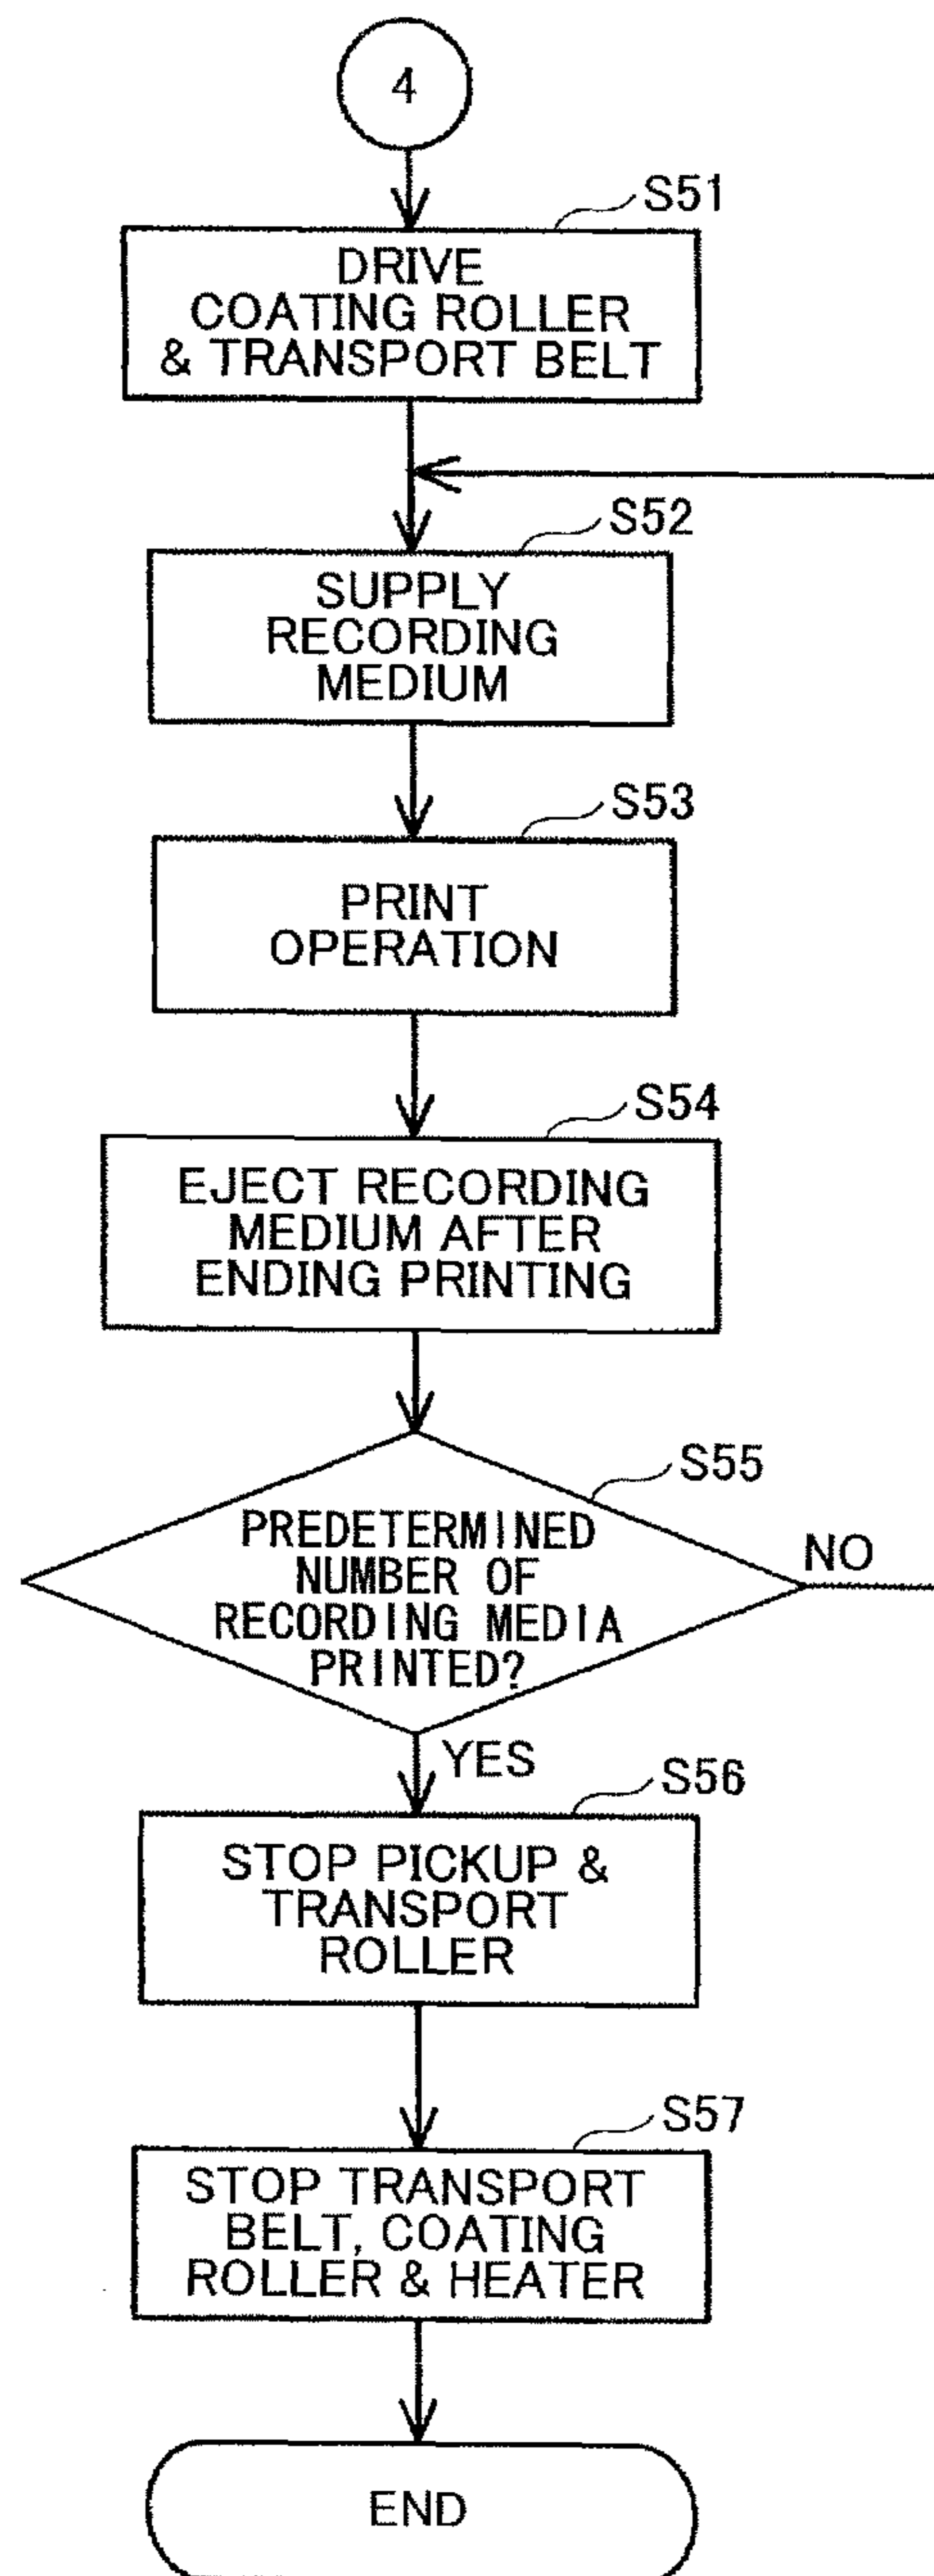 4
S51
DRIVE
COATING ROLLER
& TRANSPORT BELT
S52
SUPPLY
RECORDING
MEDIUM
S53
PRINT
OPERATION
S54
EJECT RECORDING
MEDIUM AFTER
ENDING PRINTING
S55
PREDETERMINED
NUMBER OF
RECORDING MEDIA
PRINTED?
NO
YES
S56
STOP PICKUP &
TRANSPORT
ROLLER
S57
STOP TRANSPORT
BELT, COATING
ROLLER & HEATER
END